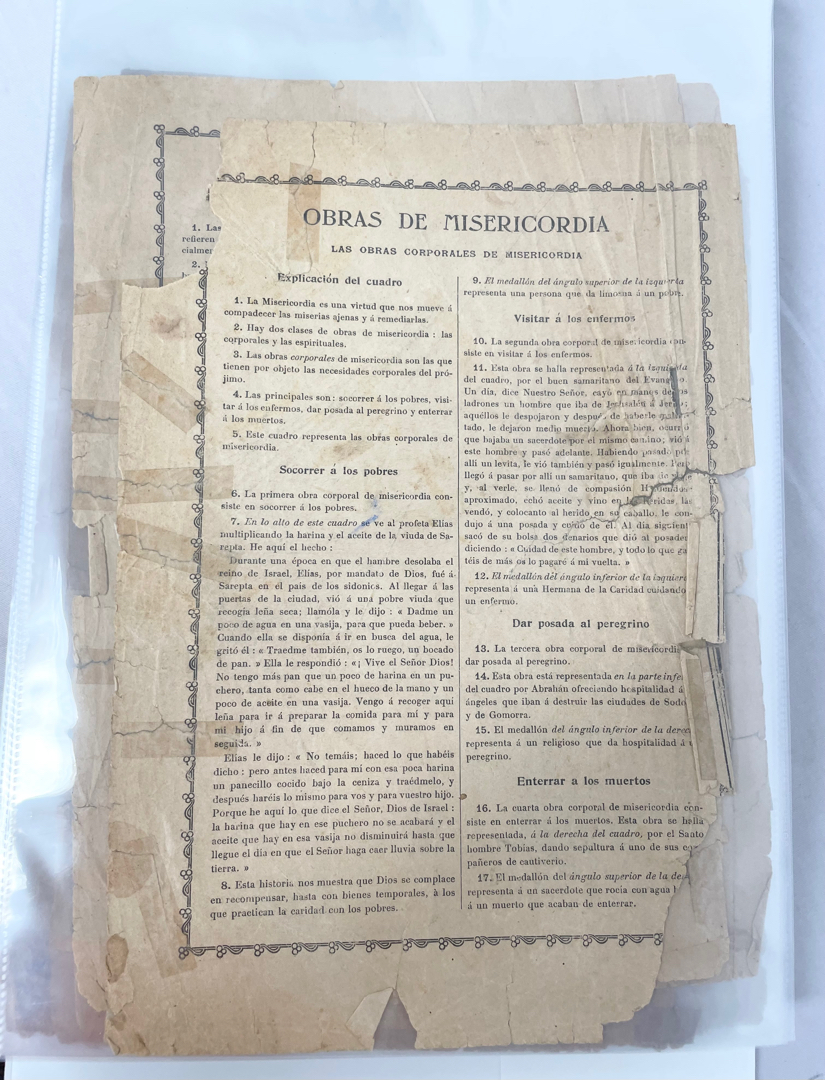 1. Las
refieren
cialmen
2.
OBRAS DE MISERICORDIA
LAS OBRAS CORPORALES DE MISERICORDIA
Explicación del cuadro
1. La Misericordia es una virtud que nos mueve á
compadecer las miserias ajenas y á remediarlas.
2. Hay dos clases de obras de misericordia : las
corporales y las espirituales.
3. Las obras corporales de misericordia son las que
tienen por objeto las necesidades corporales del pró-
jimo.
4. Las principales son : socorrer á los pobres, visi-
tar á los enfermos, dar posada al peregrino y enterrar
á los muertos.
5. Este cuadro representa las obras corporales de
misericordia.
Socorrer á los pobres
6. La primera obra corporal de misericordia con-
siste en socorrer á los pobres.
7. En lo alto de este cuadro se ve al profeta Elías
multiplicando la harina y el aceite de la viuda de Sa-
repta. He aquí el hecho :
Durante una época en que el hambre desolaba el
reino de Israel, Elías, por mandato de Dios, fué á
Sarepta en el país de los sidonios. Al llegar á las
puertas de la ciudad, vió á una pobre viuda que
recogía leña seca; llamóla y le dijo : « Dadme un
poco de agua en una vasija, para que pueda beber. »
Cuando ella se disponía á ir en busca del agua, le
gritó él : « Traedme también, os lo ruego, un bocado
de pan. » Ella le respondió : « ¡ Vive el Señor Dios!
No tengo más pan que un poco de harina en un pu-
chero, tanta como cabe en el hueco de la mano y un
poco de aceite en una vasija. Vengo á recoger aquí
leña para ir á preparar la comida para mí y para
mi hijo á fin de que comamos y muramos en
seguida. »
Elías le dijo : « No temáis; haced lo que habéis
dicho : pero antes haced para mí con esa poca harina
un panecillo cocido bajo la ceniza y traédmelo, y
después haréis lo mismo para vos y para vuestro hijo.
Porque he aquí lo que dice el Señor, Dios de Israel :
la harina que hay en ese puchero no se acabará y el
aceite que hay en esa vasija no disminuirá hasta que
llegue el día en que el Señor haga caer lluvia sobre la
tierra. »
8. Esta historia nos muestra que Dios se complace
en recompensar, hasta con bienes temporales, à los
que practican la caridad con los pobres.
9. El medallón del ángulo superior de la izquierda
representa una persona que da limosna á un pobre.
Visitar á los enfermos
10. La segunda obra corporal de misericordia con-
siste en visitar á los enfermos.
11. Esta obra se halla representada á la izquierda
del cuadro, por el buen samaritano del Evangelio.
Un día, dice Nuestro Señor, cayó en manos de los
ladrones un hombre que iba de Jerusalén á Jericó;
aquéllos le despojaron y después de haberle maltra-
tado, le dejaron medio muerto. Ahora bien, ocurrió
que bajaba un sacerdote por el mismo camino; vió á
este hombre y pasó adelante. Habiendo pasado por
allí un levita, le vió también y pasó igualmente. Pero
llegó á pasar por allí un samaritano, que iba de viaje
y, al verle, se llenó de compasión. Habiéndose
aproximado, echó aceite y vino en las heridas, las
vendó, y colocanto al herido en su caballo, le con-
dujo á una posada y cuidó de él. Al día siguient
sacó de su bolsa dos denarios que dió al posader
diciendo : « Cuidad de este hombre, y todo lo que ga
téis de más os lo pagaré á mi vuelta. »
12. El medallón del ángulo inferior de la izquier
representa á una Hermana de la Caridad cuidando
un enfermo.
Dar posada al peregrino
13. La tercera obra corporal de misericordi
dar posada al peregrino.
14. Esta obra está representada en la parte infe
del cuadro por Abrahán ofreciendo hospitalidad á
ángeles que iban á destruir las ciudades de Sodo
y de Gomorra.
15. El medallón del ángulo inferior de la derec
representa á un religioso que da hospitalidad á
peregrino.
Enterrar a los muertos
16. La cuarta obra corporal de misericordia con-
siste en enterrar á los muertos. Esta obra se halla
representada, á la derecha del cuadro, por el Santo
hombre Tobías, dando sepultura á uno de sus com
pañeros de cautiverio.
17. El medallón del ángulo superior de la de
representa á un sacerdote que rocía con agua
á un muerto que acaban de enterrar.